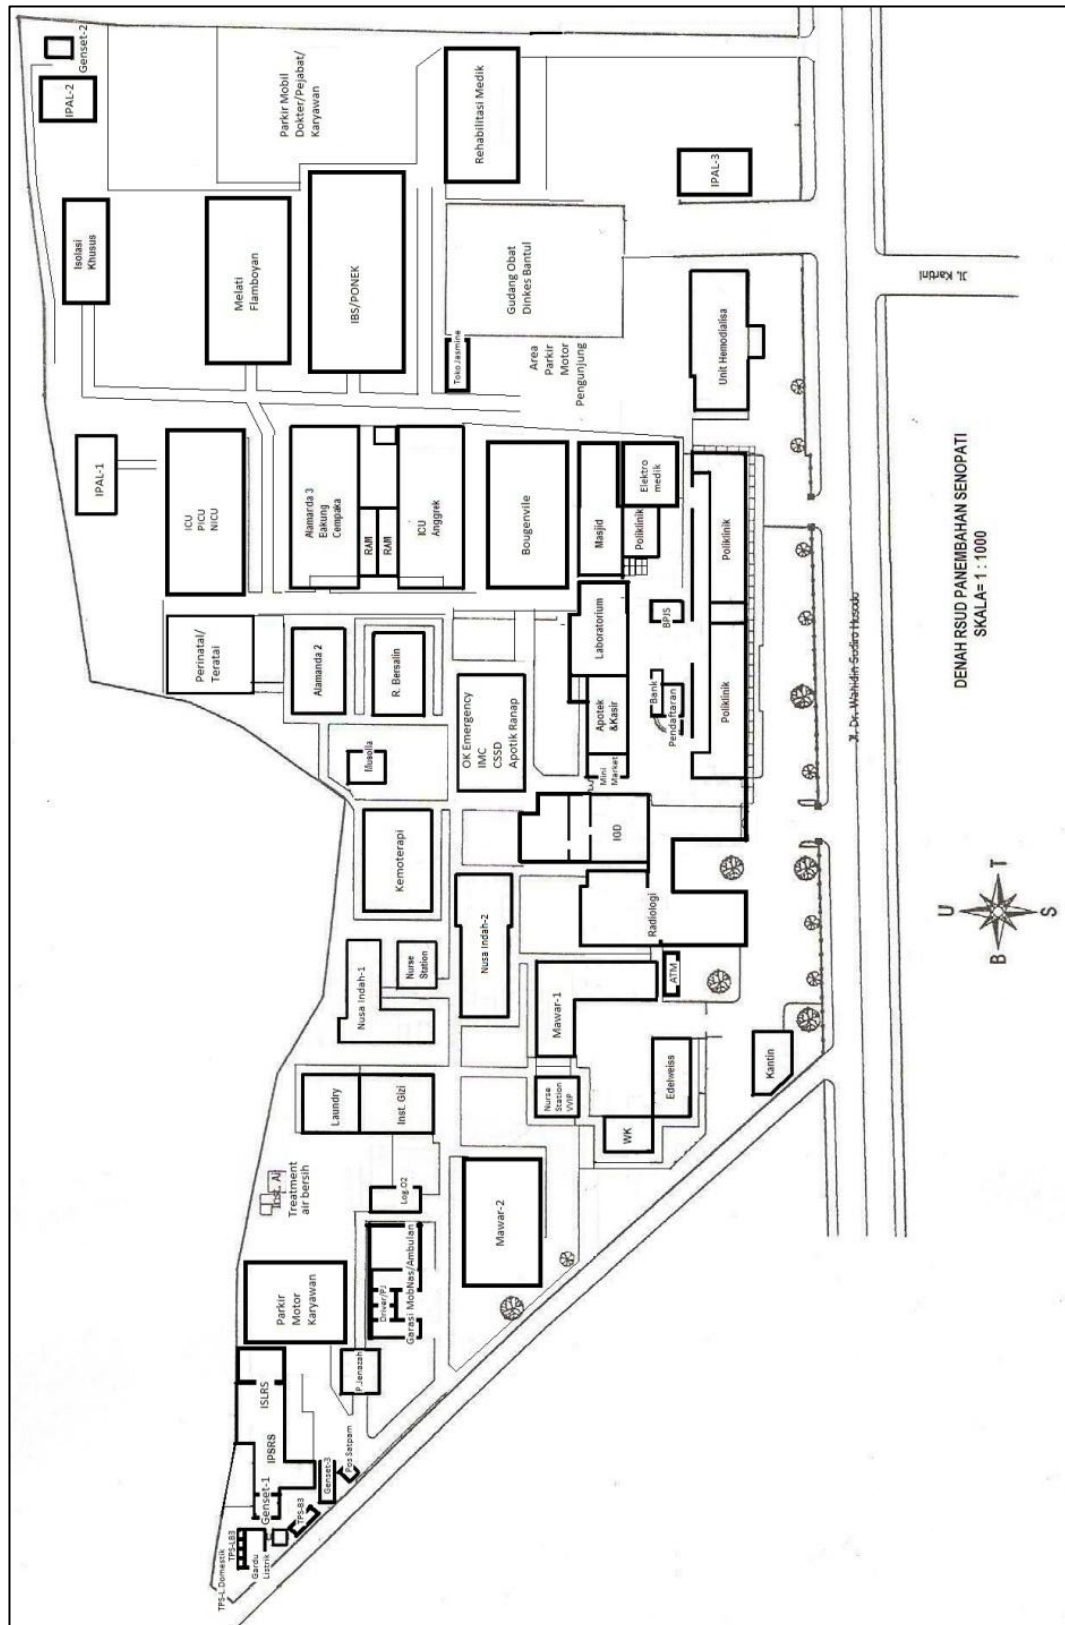 Genset-2
IPAL-2
Parkir Mobil
Dokter/Pejabat/
Karyawan
Rehabilitasi Medik
IPAL-3
Isolasi
Khusus
Melati
Flamboyan
IBS/PONEK
Gudang Obat
Dinkes Bantul
Toko Jasmine
Area
Parkir
Motor
Pengunjung
Unit Hemodialisa
Jl. Kartini
IPAL-1
ICU
PICU
NICU
Alamarda 3
Bakung
Cempaka
RAM
RAM
ICU
Anggrek
Bougenvile
Masjid
Elektro
medik
Poliklinik
Poliklinik
Perinatal/
Teratai
Alamanda 2
R. Bersalin
Musolla
OK Emergency
IMC
CSSD
Apotik Ranap
Laboratorium
BPJS
Apotek
&Kasir
Bank
Pendaftaran
Mini
Market
Poliklinik
Kemoterapi
IGD
Radiologi
Nusa Indah-2
Nurse
Station
Nusa Indah-1
Mawar-1
ATM
Kantin
Laundry
Inst. Gizi
Nurse
Station
VVIP
Edelweiss
WK
Inst. Air
Treatment
air bersih
Log.O2
Mawar-2
Parkir
Motor
Karyawan
Driver/PJ
Garasi MobNas/Ambulan
P.Jenazah
ISLRS
IPSRS
Genset-1
Genset-3
Pos Satpam
TPS-B3
TPS-LB3
TPS-L Domestik
Gardu
Listrik
Jl. Dr. Wahidin Sudiro Husodo
DENAH RSUD PANEMBAHAN SENOPATI
SKALA= 1 : 1000
U
B
T
S